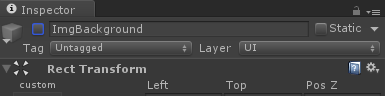 Inspector
ImgBackground Static
Tag Untagged Layer UI
Rect Transform
custom Left Top Pos Z